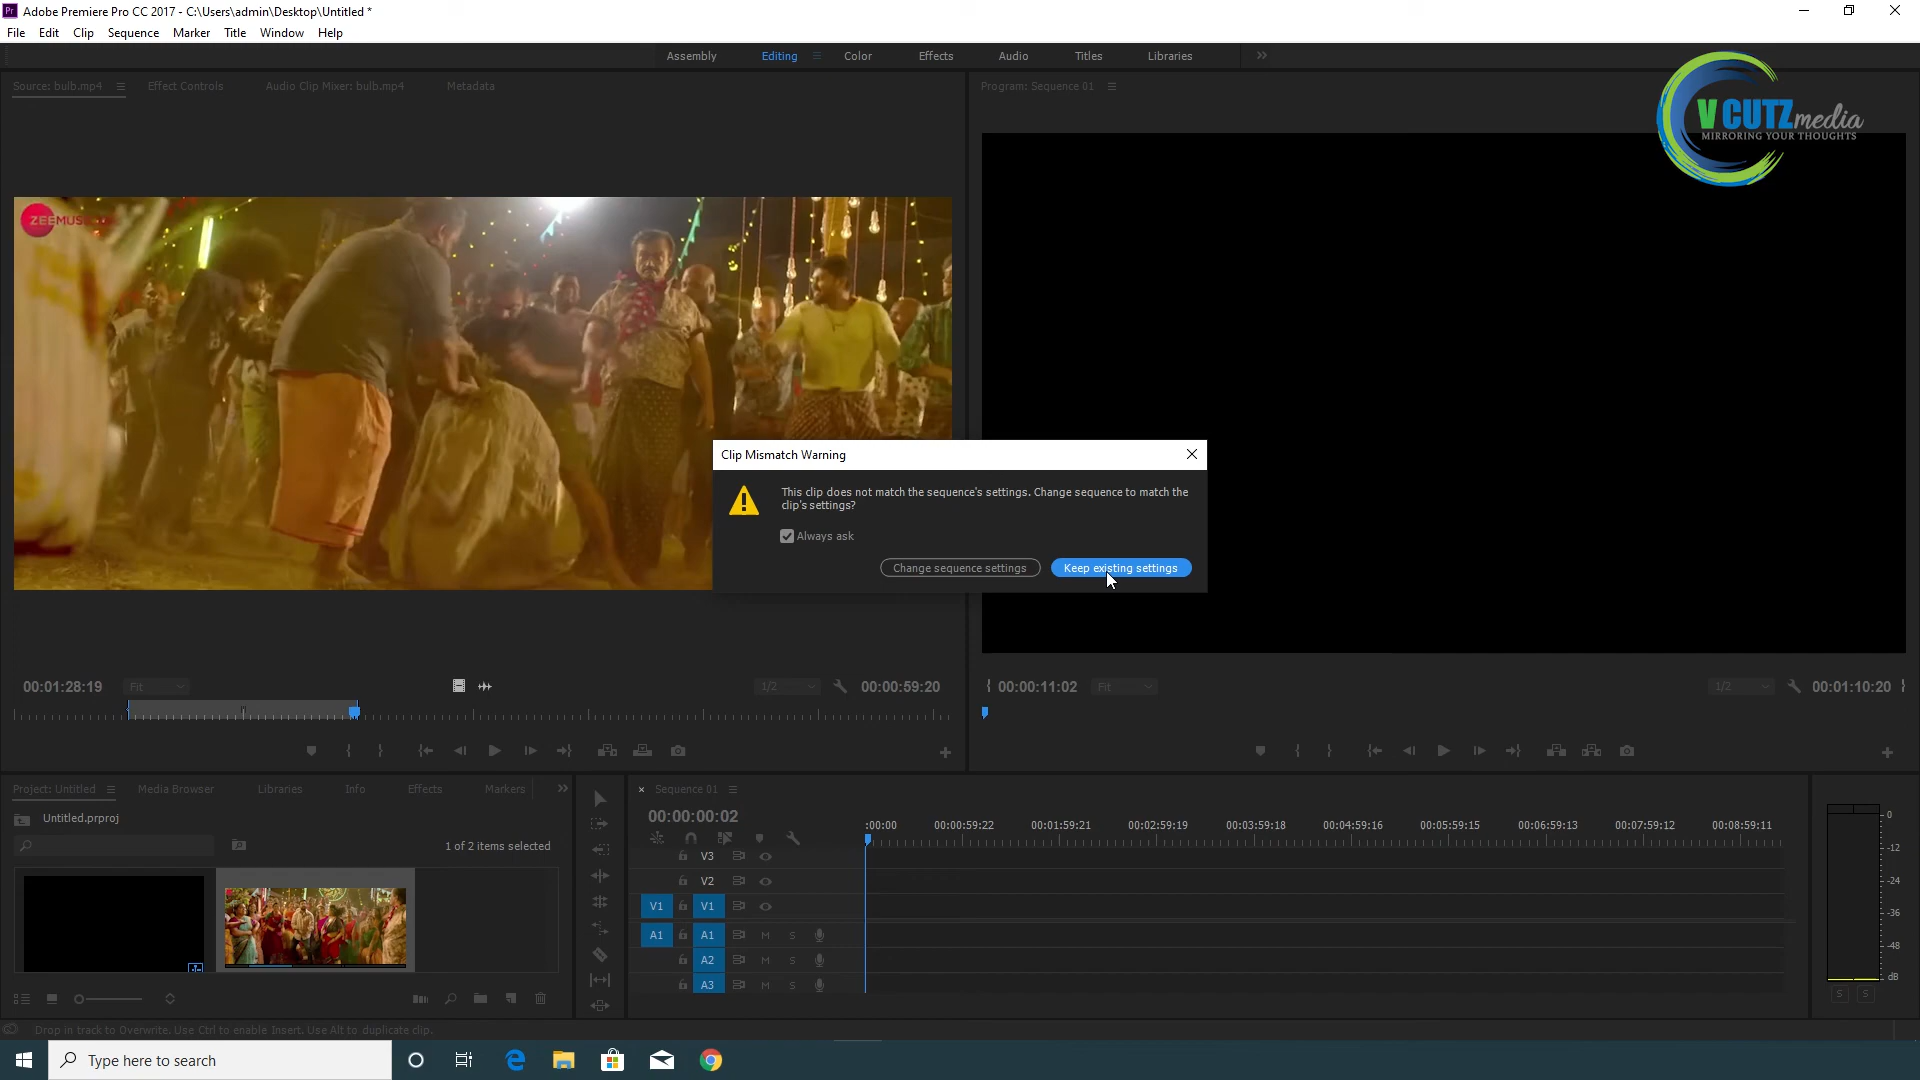 Adobe Premiere Pro CC 2017 - C:\Users\admin\Desktop\Untitled *
File Edit Clip Sequence Marker Title Window Help
Assembly Editing Color Effects Audio Titles Libraries
Source: bulb.mp4 Effect Controls Audio Clip Mixer: bulb.mp4 Metadata
Program: Sequence 01
V CUTZmedia
MIRRORING YOUR THOUGHTS
Clip Mismatch Warning
This clip does not match the sequence's settings. Change sequence to match the
clip's settings?
Always ask
Change sequence settings Keep existing settings
00:01:28:19 Fit 1/2 00:00:59:20
00:00:11:02 Fit 1/2 00:01:10:20
Project: Untitled Media Browser Libraries Info Effects Markers
Untitled.prproj
1 of 2 items selected
Sequence 01
00:00:00:02
:00:00 00:00:59:22 00:01:59:21 00:02:59:19 00:03:59:18 00:04:59:16 00:05:59:15 00:06:59:13 00:07:59:12 00:08:59:11
V3
V2
V1 V1
A1 A1 M S
A2 M S
A3 M S
0
-12
-24
-36
-48
dB
S S
Drop in track to Overwrite. Use Ctrl to enable Insert. Use Alt to duplicate clip.
Type here to search